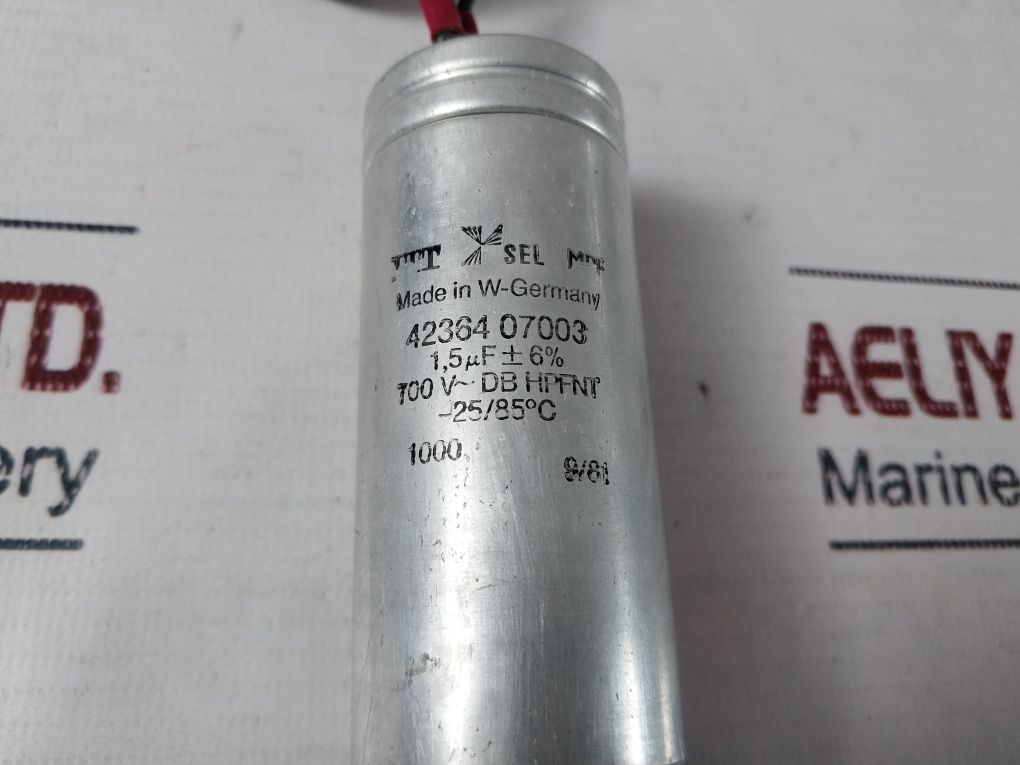 ITT SEL
Made in W-Germany
42364 07003
1,5µF ± 6%
700 V~ DB HPFNT
-25/85°C
1000
9/81
TD.
ery
AELIY
Marine